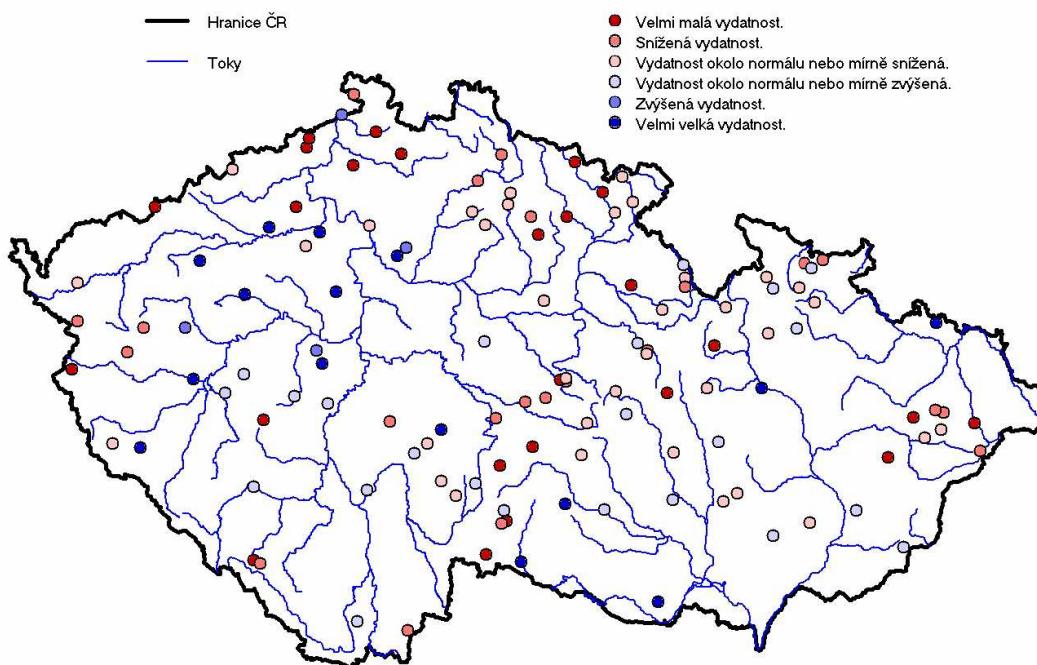 Hranice ČR
Toky
Velmi malá vydatnost.
Snížená vydatnost.
Vydatnost okolo normálu nebo mírně snížená.
Vydatnost okolo normálu nebo mírně zvýšená.
Zvýšená vydatnost.
Velmi velká vydatnost.